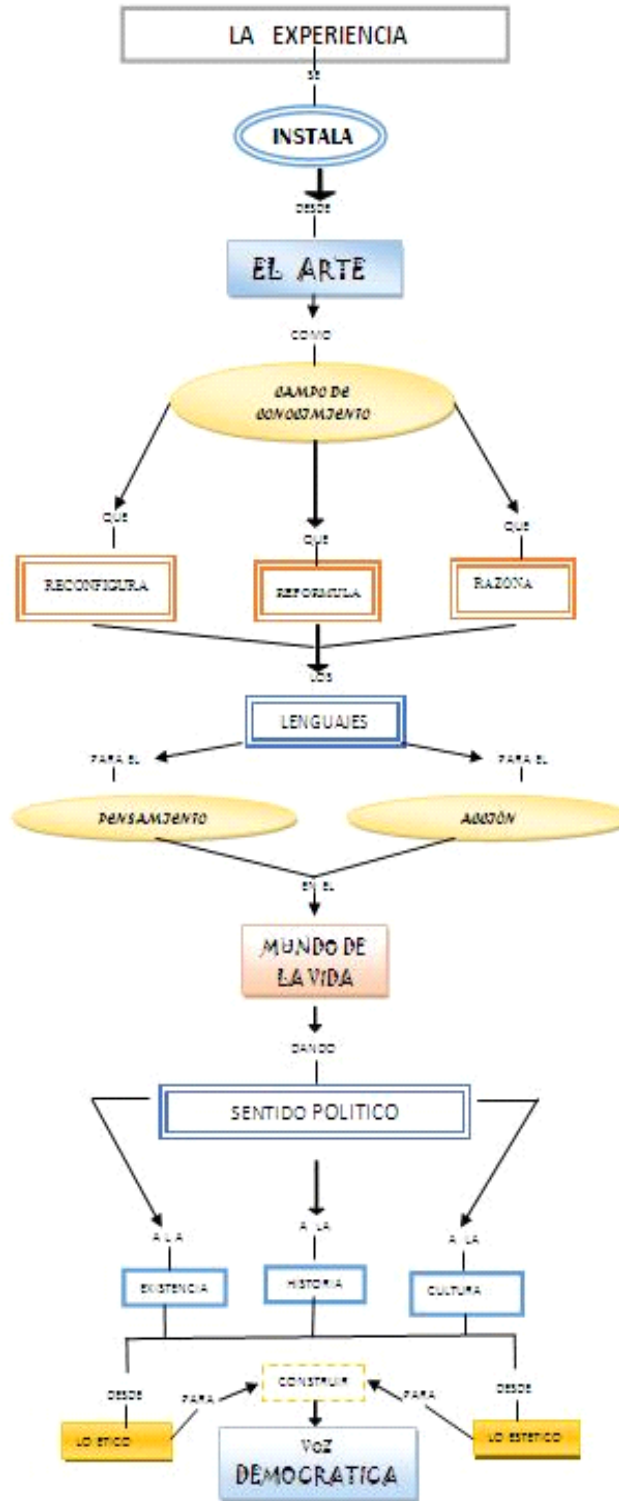 LA EXPERIENCIA
SE
INSTALA
DESDE
EL ARTE
COMO
CAMPO DE
CONOCIMIENTO
QUE
QUE
QUE
RECONFIGURA
REFORMULA
RAZONA
LOS
LENGUAJES
PARA EL
PARA EL
PENSAMIENTO
ACCIÓN
EN EL
MUNDO DE
LA VIDA
DANDO
SENTIDO POLITICO
A LA
A LA
A LA
EXISTENCIA
HISTORIA
CULTURA
CONSTRUIR
DESDE
PARA
PARA
DESDE
LO ETICO
LO ESTETICO
VOZ
DEMOCRATICA